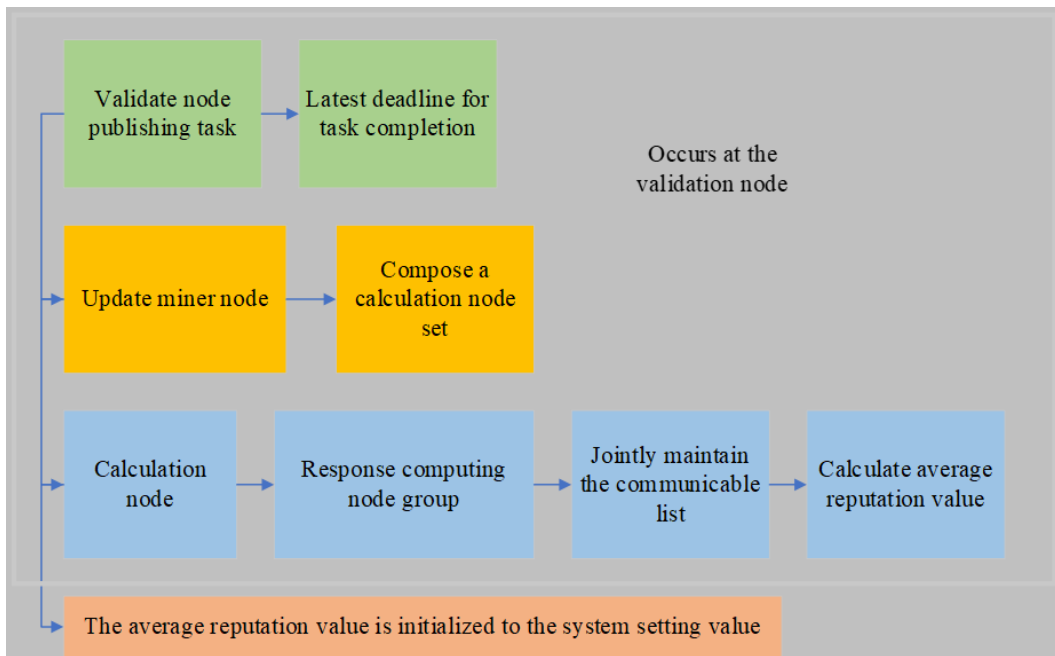 Validate node
publishing task
Latest deadline for
task completion
Occurs at the
validation node
Update miner node
Compose a
calculation node
set
Calculation
node
Response computing
node group
Jointly maintain
the communicable
list
Calculate average
reputation value
The average reputation value is initialized to the system setting value